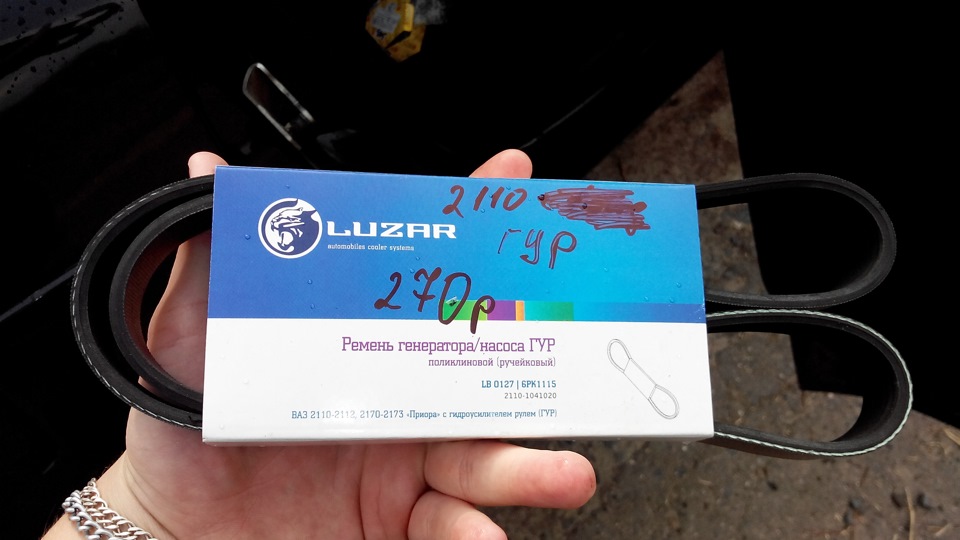 2110
LUZAR
automobiles cooler systems
ГУР
270р
Ремень генератора/насоса ГУР
поликлиновой (ручейковый)
LB 0127 | 6PK1115
2110-1041020
ВАЗ 2110-2112, 2170-2173 «Приора» с гидроусилителем рулем (ГУР)